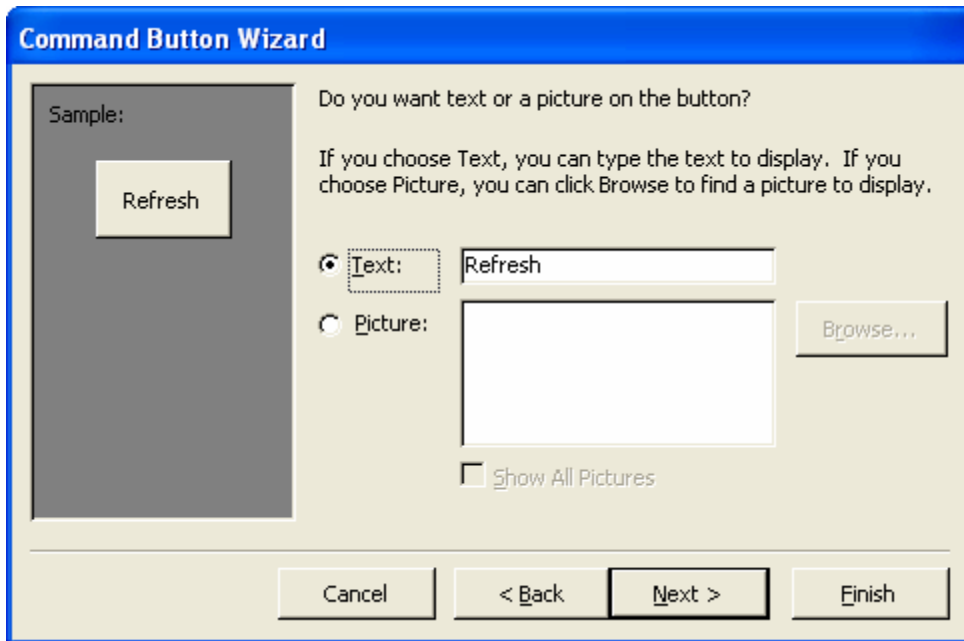 Command Button Wizard
Sample:
Refresh
Do you want text or a picture on the button?
If you choose Text, you can type the text to display. If you
choose Picture, you can click Browse to find a picture to display.
Text: Refresh
Picture: Browse...
Show All Pictures
Cancel < Back Next > Finish